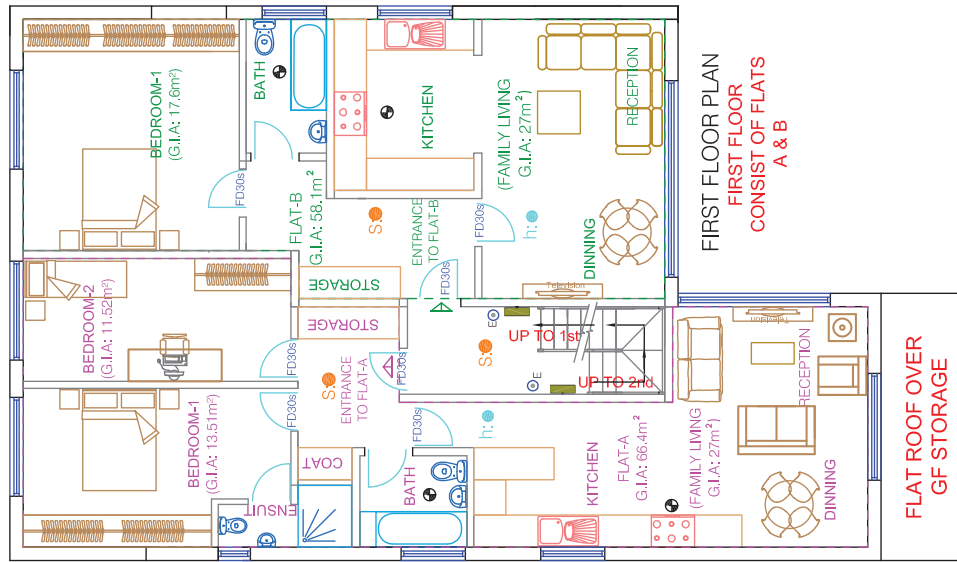 BEDROOM-1
(G.I.A: 17.6m²)
BATH
KITCHEN
(FAMILY LIVING
G.I.A: 27m²)
RECEPTION
FIRST FLOOR PLAN
FIRST FLOOR
CONSIST OF FLATS
A & B
FD30s
FLAT-B
G.I.A: 58.1m²
S:
ENTRANCE
TO FLAT-B
FD30s
h:
DINNING
FD30s
STORAGE
Television
BEDROOM-2
(G.I.A: 11.52m²)
STORAGE
E
UP TO 1st
S:
UP TO 2nd
E
FD30s
ENTRANCE
TO FLAT-A
FD30s
S:
Television
RECEPTION
BEDROOM-1
(G.I.A: 13.51m²)
FD30s
FD30s
h:
COAT
ENSUIT
BATH
KITCHEN
FLAT-A
G.I.A: 66.4m²
(FAMILY LIVING
G.I.A: 27m²)
DINNING
FLAT ROOF OVER
GF STORAGE